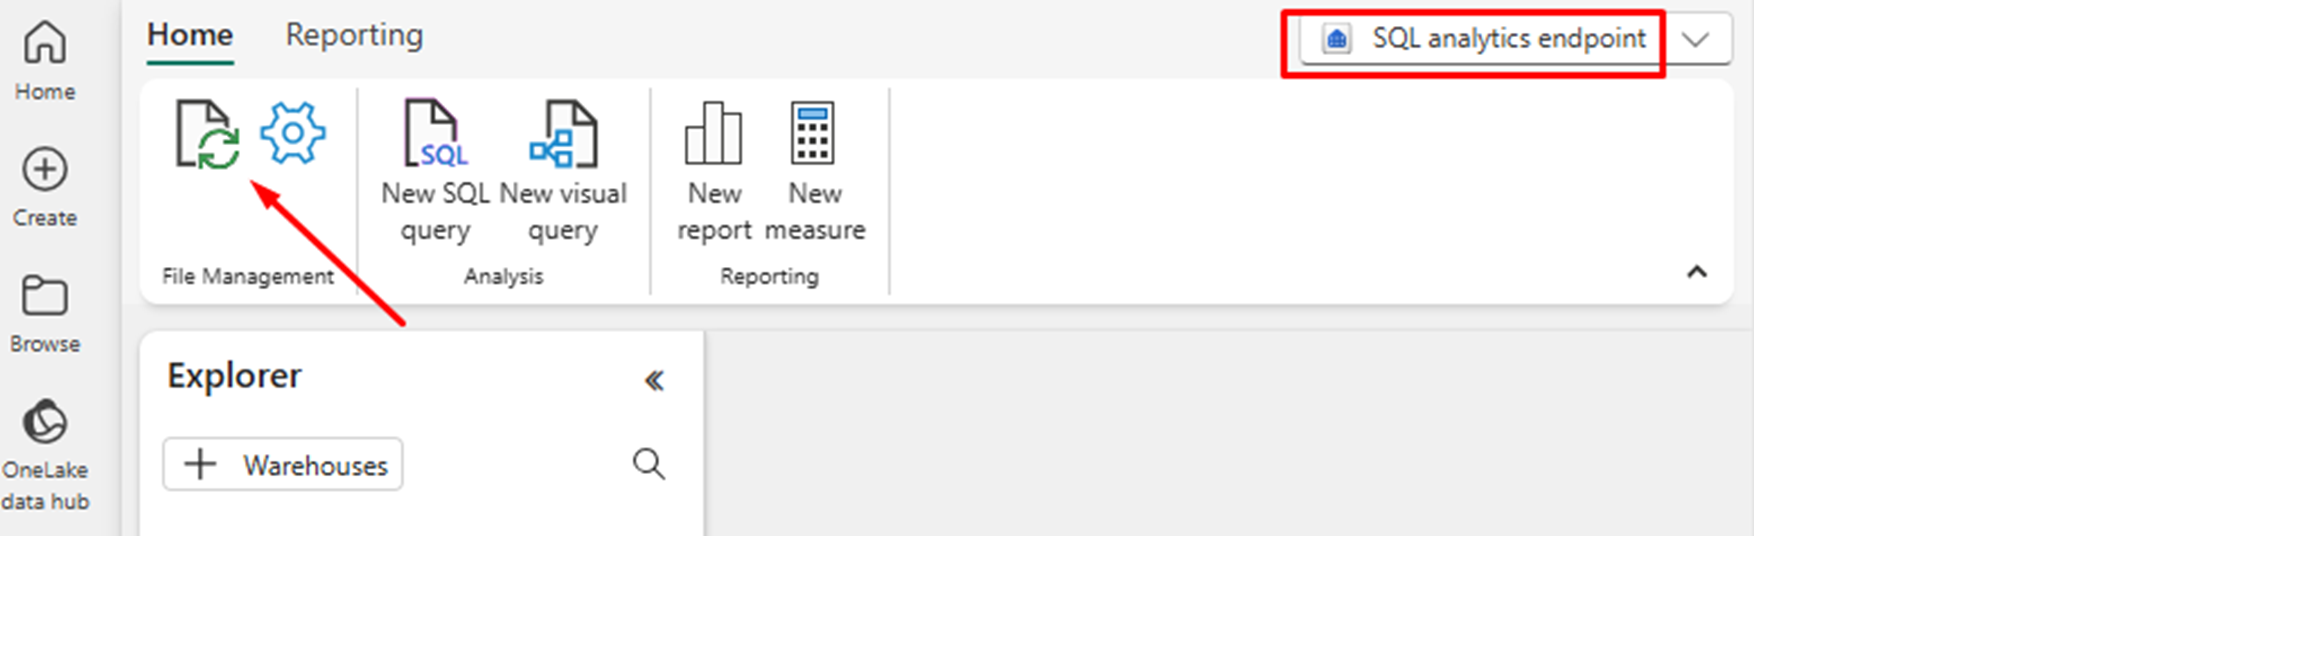 Home
Create
Browse
OneLake
data hub
Home Reporting
SQL analytics endpoint
SQL
New SQL
query
New visual
query
New
report
New
measure
File Management
Analysis
Reporting
Explorer
Warehouses